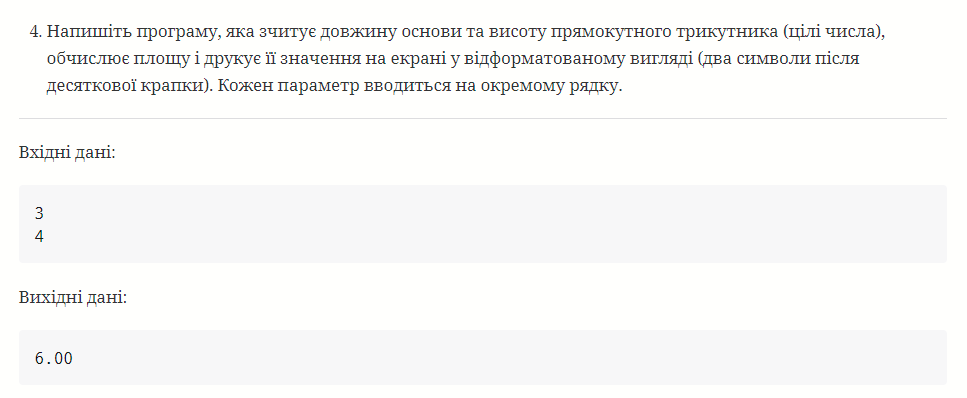 4. Напишіть програму, яка зчитує довжину основи та висоту прямокутного трикутника (цілі числа),
обчислює площу і друкує її значення на екрані у відформатованому вигляді (два символи після
десяткової крапки). Кожен параметр вводиться на окремому рядку.
Вхідні дані:
3
4
Вихідні дані:
6.00